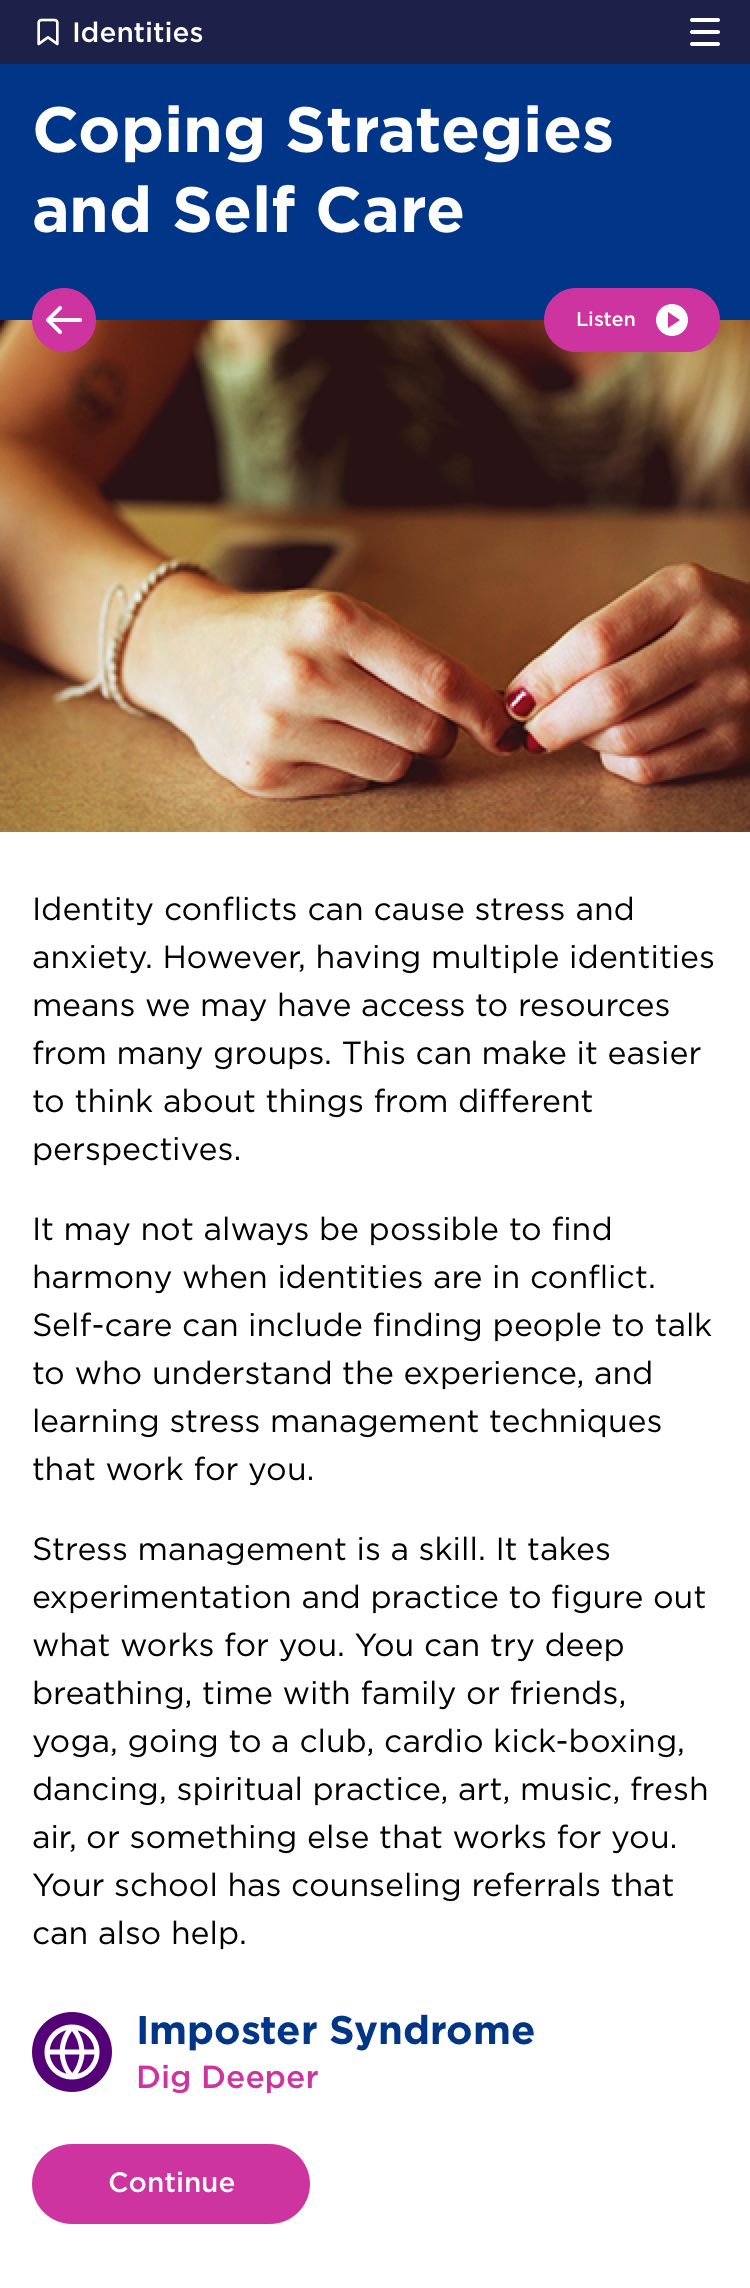 Identities
Coping Strategies
and Self Care
Listen
Identity conflicts can cause stress and
anxiety. However, having multiple identities
means we may have access to resources
from many groups. This can make it easier
to think about things from different
perspectives.
It may not always be possible to find
harmony when identities are in conflict.
Self-care can include finding people to talk
to who understand the experience, and
learning stress management techniques
that work for you.
Stress management is a skill. It takes
experimentation and practice to figure out
what works for you. You can try deep
breathing, time with family or friends,
yoga, going to a club, cardio kick-boxing,
dancing, spiritual practice, art, music, fresh
air, or something else that works for you.
Your school has counseling referrals that
can also help.
Imposter Syndrome
Dig Deeper
Continue